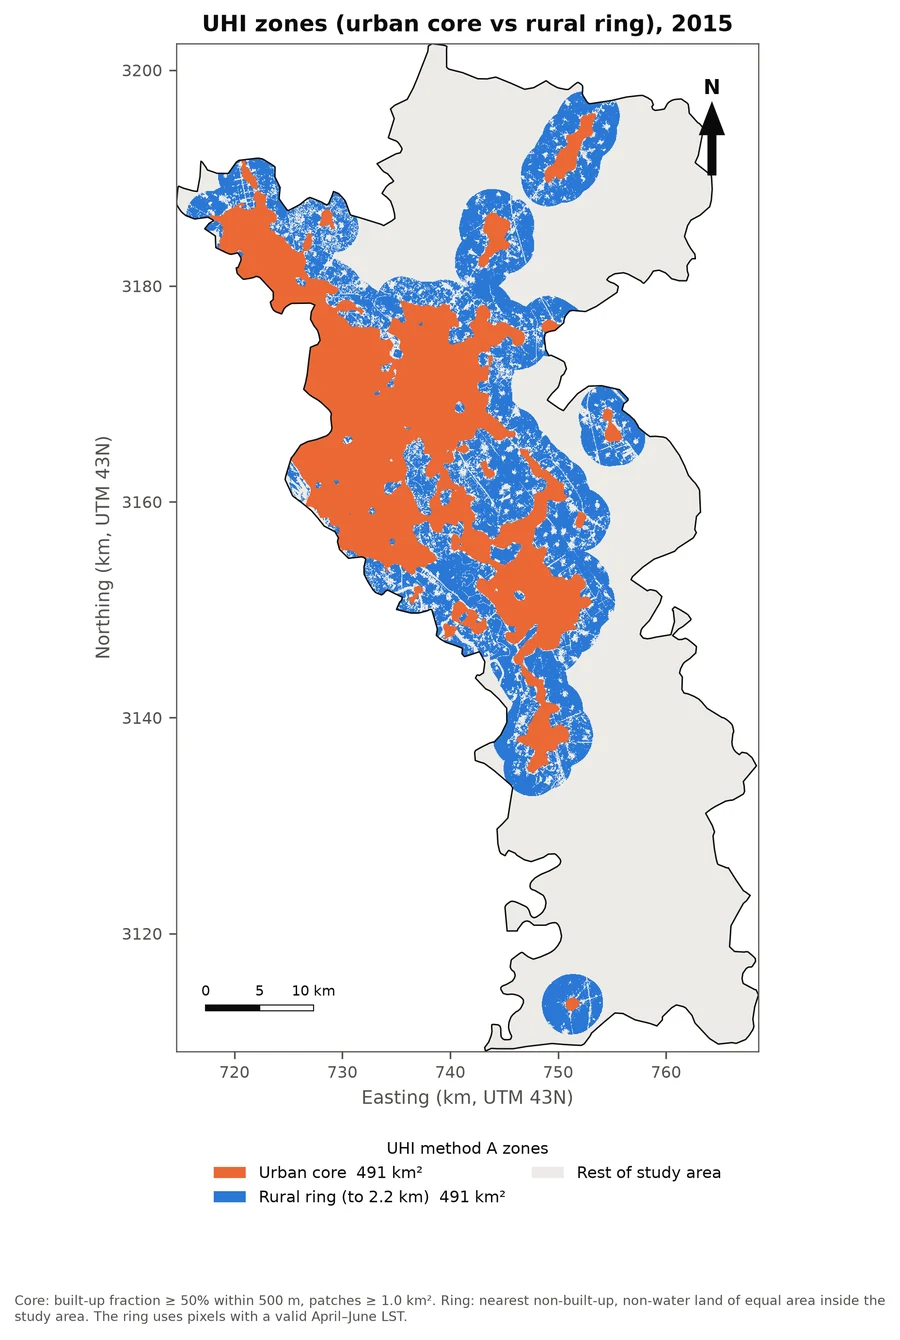 UHI zones (urban core vs rural ring), 2015
N
3200
3180
3160
3140
3120
Northing (km, UTM 43N)
0 5 10 km
720 730 740 750 760
Easting (km, UTM 43N)
UHI method A zones
Urban core 491 km²
Rural ring (to 2.2 km) 491 km²
Rest of study area
Core: built-up fraction ≥ 50% within 500 m, patches ≥ 1.0 km². Ring: nearest non-built-up, non-water land of equal area inside the
study area. The ring uses pixels with a valid April–June LST.